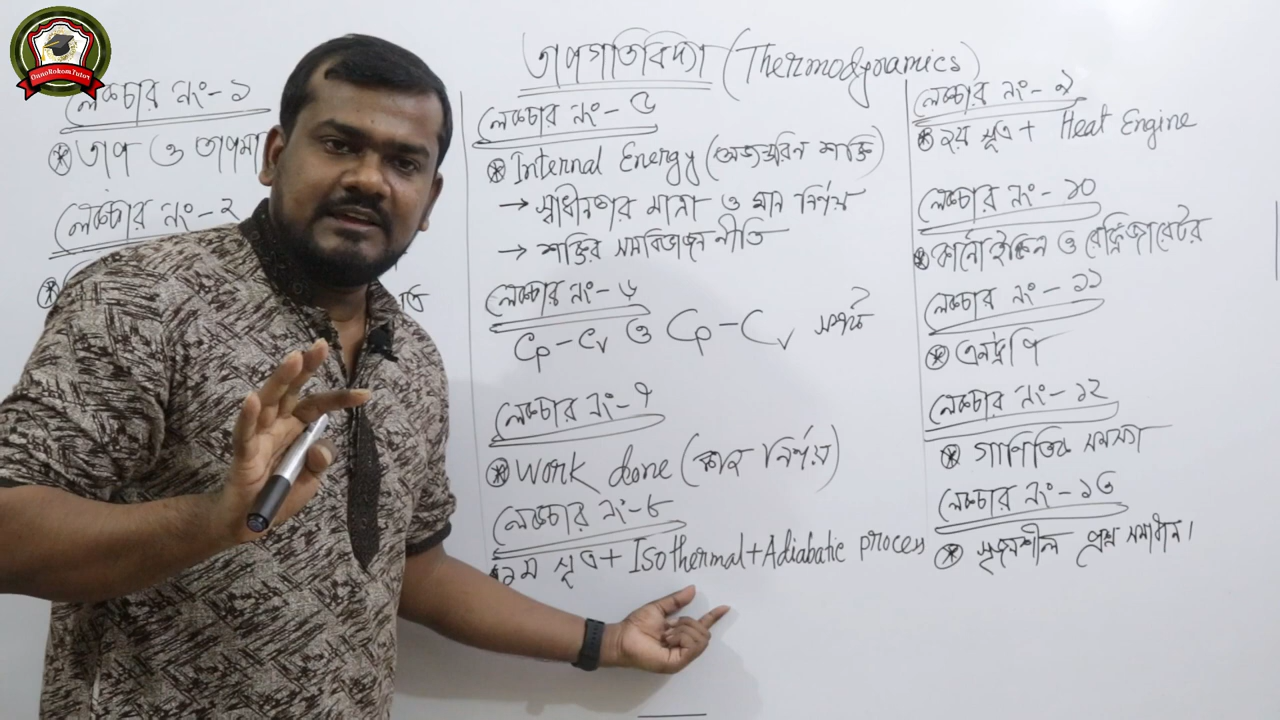 OnnoRokomTutor
তাপগতিবিদ্যা (Thermodynamics)
লেকচার নং-১
তাপ ও তাপমা
লেকচার নং-২
লেকচার নং-৫
Internal Energy (অভ্যন্তরিন শক্তি)
→ স্বাধীনতার মাত্রা ও মান নির্ণয়
→ শক্তির সমবিভাজন নীতি
লেকচার নং-৬
Cp-Cv ও Cp-Cv সম্পর্ক
লেকচার নং-৭
Work done (কাজ নির্ণয়)
লেকচার নং-৮
১ম সূত্র + Isothermal+Adiabatic process
লেকচার নং-৯
২য় সূত্র + Heat Engine
লেকচার নং-১০
কার্নো ইঞ্জিন ও রেফ্রিজারেটর
লেকচার নং-১১
এনট্রপি
লেকচার নং-১২
গাণিতিক সমস্যা
লেকচার নং-১৩
সৃজনশীল প্রশ্ন সমাধান।